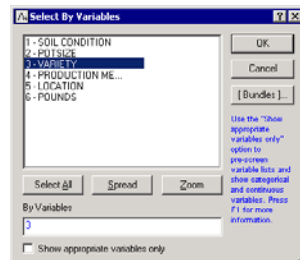 Select By Variables
1 - SOIL CONDITION
2 - POTSIZE
3 - VARIETY
4 - PRODUCTION ME...
5 - LOCATION
6 - POUNDS
OK
Cancel
[Bundles ]...
Use the "Show
appropriate
variables only"
option to
pre-screen
variable lists and
show categorical
and continuous
variables. Press
F1 for more
information.
Select All
Spread
Zoom
By Variables
3
Show appropriate variables only